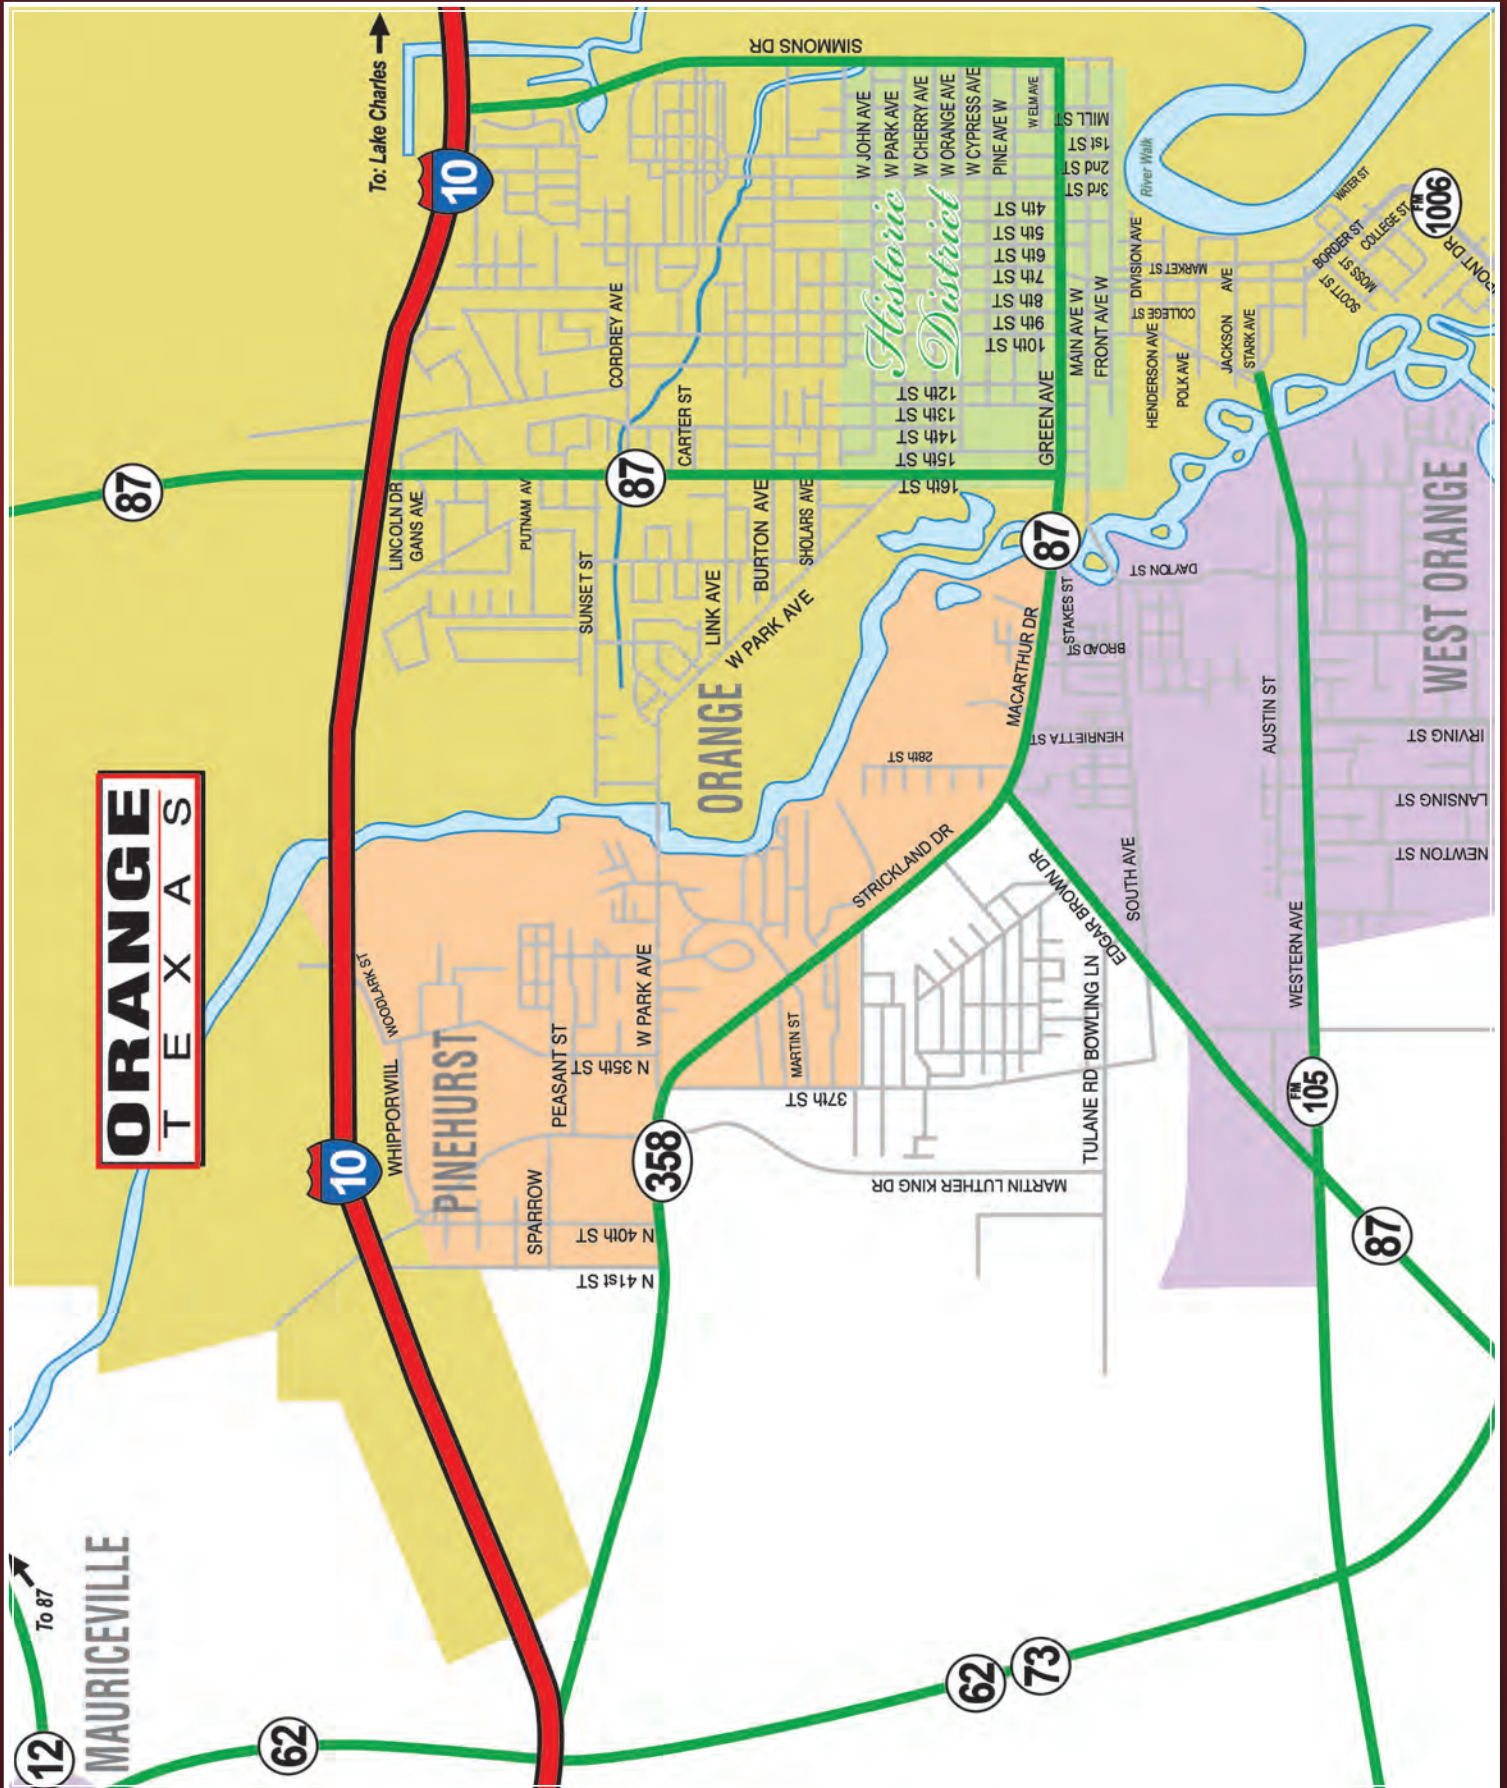 ORANGE
TEXAS
To: Lake Charles
10
10
87
87
87
87
358
FM
105
FM
1006
62
62
73
12
To 87
MAURICEVILLE
PINEHURST
ORANGE
WEST ORANGE
Historic
District
River Walk
SIMMONS DR
W JOHN AVE
W PARK AVE
W CHERRY AVE
W ORANGE AVE
W CYPRESS AVE
PINE AVE W
W ELM AVE
MILL ST
1st ST
2nd ST
3rd ST
4th ST
5th ST
6th ST
7th ST
8th ST
9th ST
10th ST
12th ST
13th ST
14th ST
15th ST
16th ST
GREEN AVE
MAIN AVE W
FRONT AVE W
DIVISION AVE
MARKET ST
COLLEGE ST
HENDERSON AVE
POLK AVE
JACKSON AVE
STARK AVE
WATER ST
BORDER ST
COLLEGE ST
MOSS ST
SCOTT ST
PONT DR
CORDREY AVE
CARTER ST
LINCOLN DR
GANS AVE
PUTNAM AV
SUNSET ST
LINK AVE
BURTON AVE
SHOLARS AVE
W PARK AVE
DAYTON ST
STAKES ST
BROAD ST
HENRIETTA ST
MACARTHUR DR
28th ST
STRICKLAND DR
EDGAR BROWN DR
SOUTH AVE
AUSTIN ST
WESTERN AVE
IRVING ST
LANSING ST
NEWTON ST
WOODLARK ST
WHIPPORWILL
W PARK AVE
N 35th ST
PEASANT ST
MARTIN ST
37th ST
TULANE RD BOWLING LN
MARTIN LUTHER KING DR
SPARROW
N 40th ST
N 41st ST